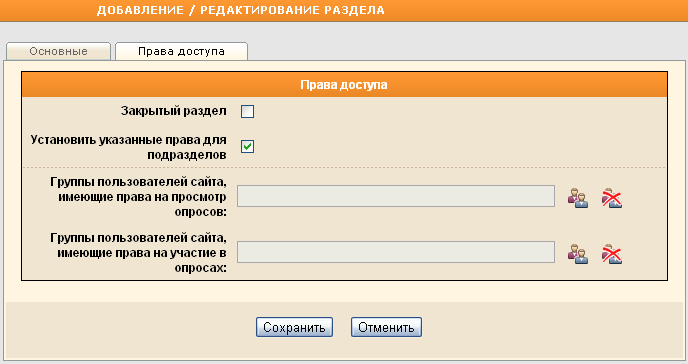 ДОБАВЛЕНИЕ / РЕДАКТИРОВАНИЕ РАЗДЕЛА
Основные
Права доступа
Права доступа
Закрытый раздел
Установить указанные права для
подразделов
Группы пользователей сайта,
имеющие права на просмотр
опросов:
Группы пользователей сайта,
имеющие права на участие в
опросах:
Сохранить
Отменить